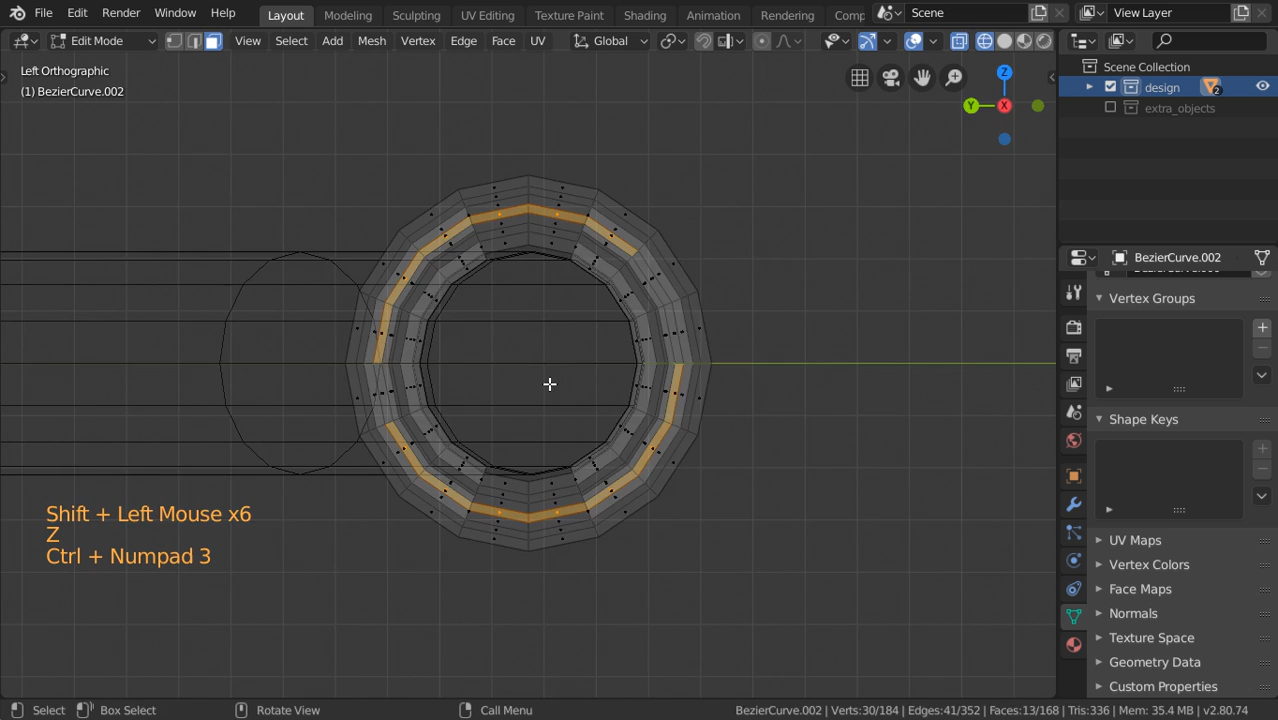 File Edit Render Window Help Layout Modeling Sculpting UV Editing Texture Paint Shading Animation Rendering Comp Scene View Layer
Edit Mode View Select Add Mesh Vertex Edge Face UV Global
Left Orthographic
(1) BezierCurve.002
Z
Y
X
Scene Collection
design
2
extra_objects
BezierCurve.002
Vertex Groups
Shape Keys
UV Maps
Vertex Colors
Face Maps
Normals
Texture Space
Geometry Data
Custom Properties
Shift + Left Mouse x6
Z
Ctrl + Numpad 3
Select Box Select Rotate View Call Menu BezierCurve.002 | Verts:30/184 | Edges:41/352 | Faces:13/168 | Tris:336 | Mem: 35.4 MB | v2.80.74